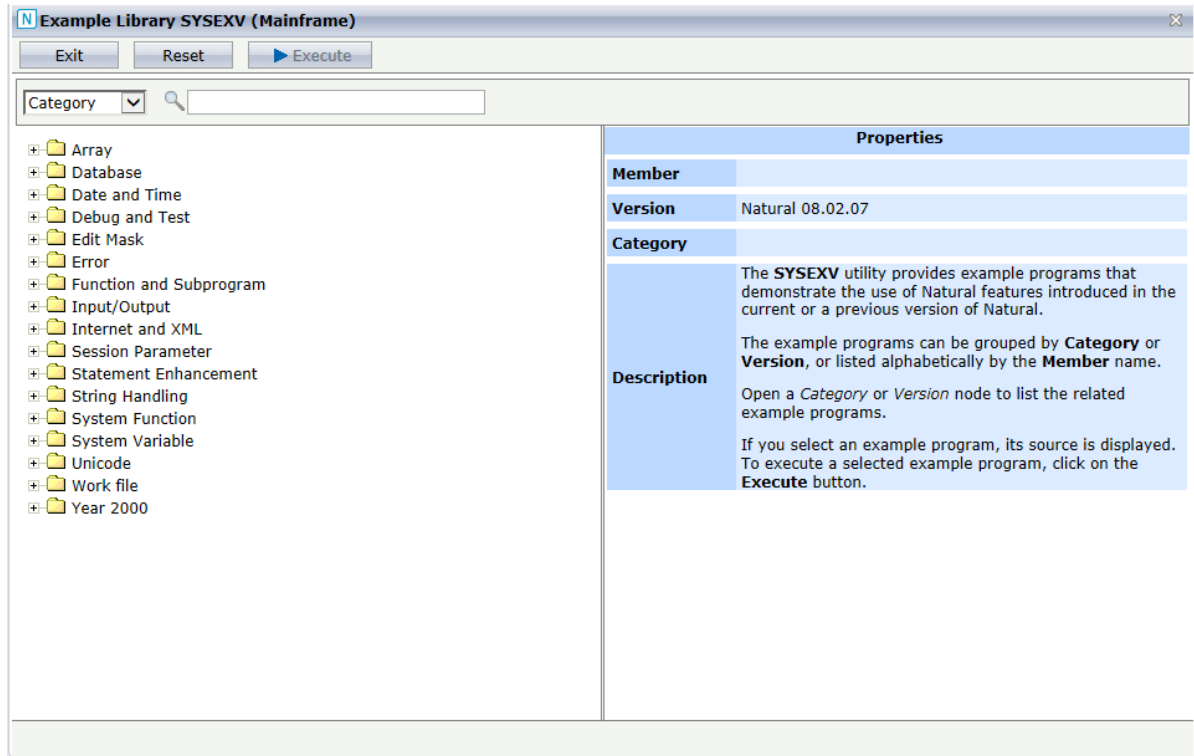 N Example Library SYSEXV (Mainframe)
Exit Reset Execute
Category
Array
Database
Date and Time
Debug and Test
Edit Mask
Error
Function and Subprogram
Input/Output
Internet and XML
Session Parameter
Statement Enhancement
String Handling
System Function
System Variable
Unicode
Work file
Year 2000
Properties
Member
Version Natural 08.02.07
Category
Description
The SYSEXV utility provides example programs that
demonstrate the use of Natural features introduced in the
current or a previous version of Natural.
The example programs can be grouped by Category or
Version, or listed alphabetically by the Member name.
Open a Category or Version node to list the related
example programs.
If you select an example program, its source is displayed.
To execute a selected example program, click on the
Execute button.